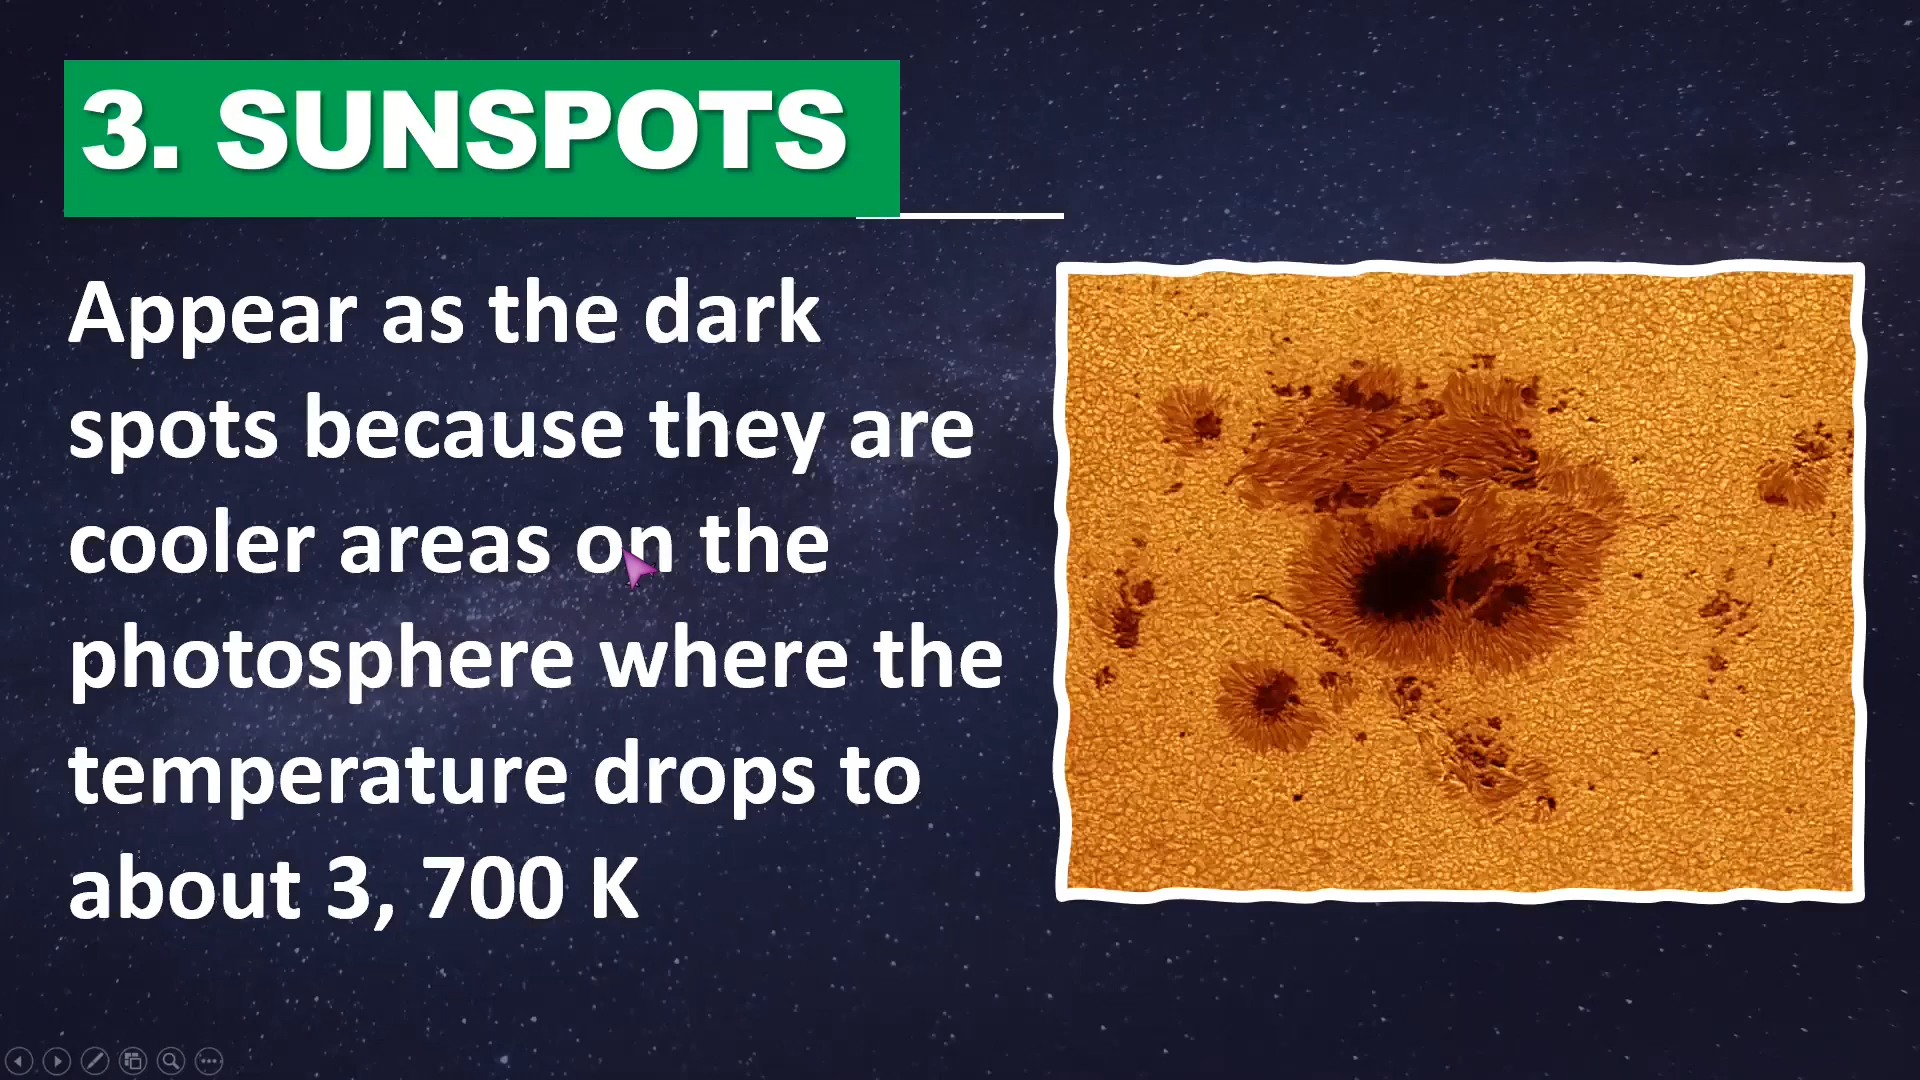 3. SUNSPOTS
Appear as the dark
spots because they are
cooler areas on the
photosphere where the
temperature drops to
about 3, 700 K